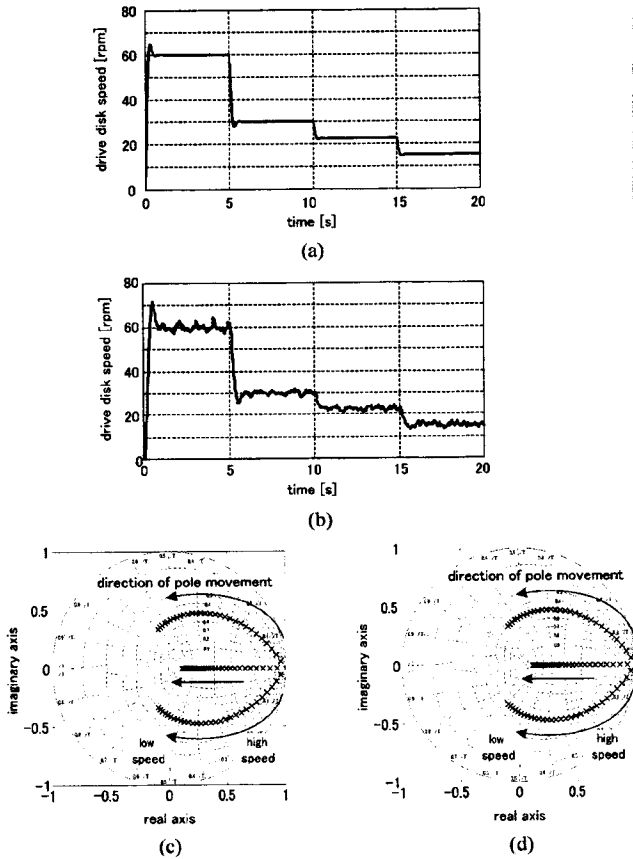 80
60
40
20
0
drive disk speed [rpm]
0 5 10 15 20
time [s]
(a)
80
60
40
20
0
drive disk speed [rpm]
0 5 10 15 20
time [s]
(b)
1
0.5
0
-0.5
-1
imaginary axis
direction of pole movement
low speed
high speed
-1 -0.5 0 0.5 1
real axis
(c)
1
0.5
0
-0.5
-1
imaginary axis
direction of pole movement
low speed
high speed
-1 -0.5 0 0.5 1
real axis
(d)